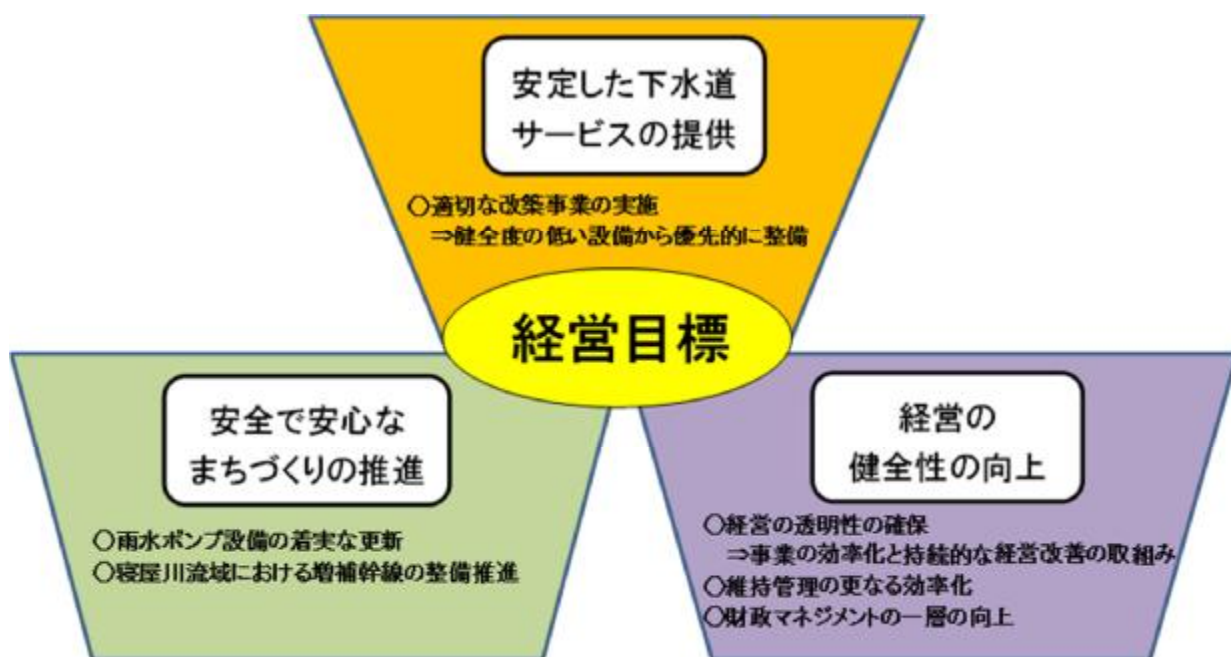 安定した下水道
サービスの提供
○適切な改築事業の実施
⇒健全度の低い設備から優先的に整備
経営目標
安全で安心な
まちづくりの推進
○雨水ポンプ設備の着実な更新
○寝屋川流域における増補幹線の整備推進
経営の
健全性の向上
○経営の透明性の確保
⇒事業の効率化と持続的な経営改善の取組み
○維持管理の更なる効率化
○財政マネジメントの一層の向上